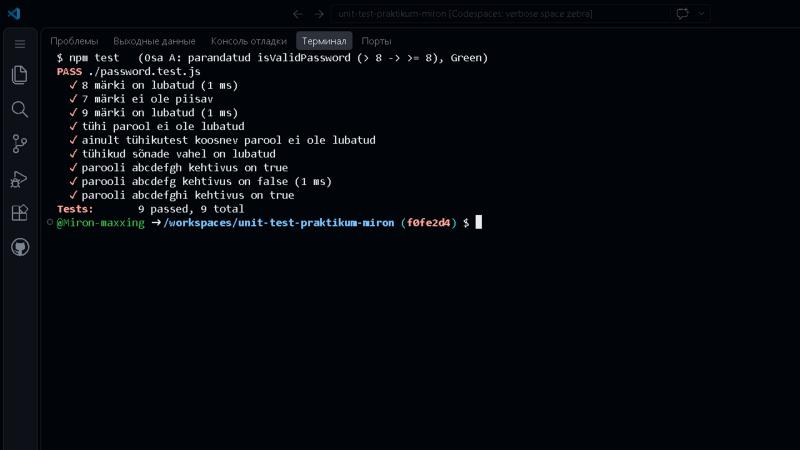 unit-test-praktikum-miron [Codespaces: verbose space zebra]
Проблемы Выходные данные Консоль отладки Терминал Порты
$ npm test (Osa A: parandatud isValidPassword (> 8 -> >= 8), Green)
PASS ./password.test.js
✓ 8 märki on lubatud (1 ms)
✓ 7 märki ei ole piisav
✓ 9 märki on lubatud (1 ms)
✓ tühi parool ei ole lubatud
✓ ainult tühikutest koosnev parool ei ole lubatud
✓ tühikud sõnade vahel on lubatud
✓ parooli abcdefgh kehtivus on true
✓ parooli abcdefg kehtivus on false (1 ms)
✓ parooli abcdefghi kehtivus on true
Tests: 9 passed, 9 total
@Miron-maxxing →/workspaces/unit-test-praktikum-miron (f0fe2d4) $